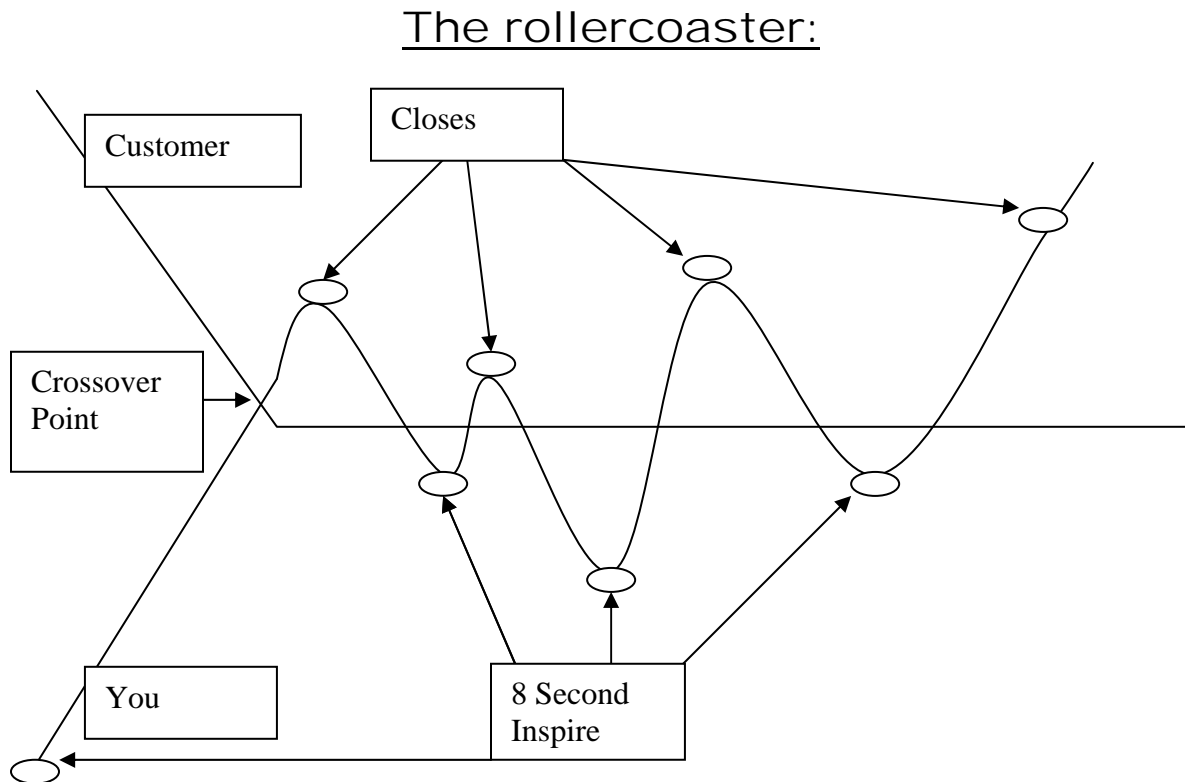 The rollercoaster:
Customer
Closes
Crossover
Point
You
8 Second
Inspire